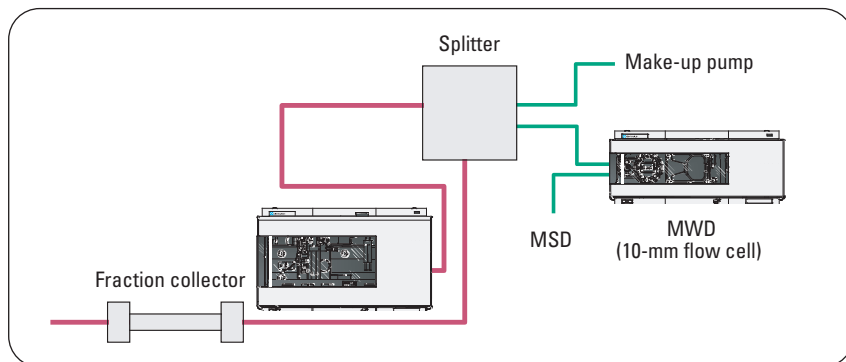 Splitter
Make-up pump
MSD
MWD
(10-mm flow cell)
Fraction collector